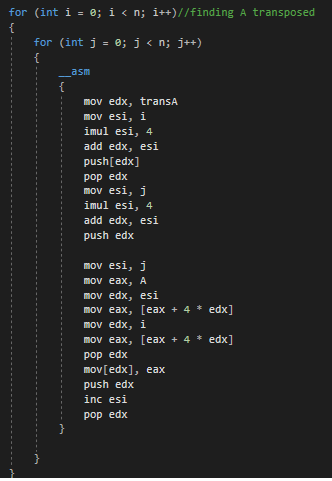 for (int i = 0; i < n; i++)//finding A transposed
{
for (int j = 0; j < n; j++)
{
__asm
{
mov edx, transA
mov esi, i
imul esi, 4
add edx, esi
push[edx]
pop edx
mov esi, j
imul esi, 4
add edx, esi
push edx
mov esi, j
mov eax, A
mov edx, esi
mov eax, [eax + 4 * edx]
mov edx, i
mov eax, [eax + 4 * edx]
pop edx
mov[edx], eax
push edx
inc esi
pop edx
}
}
}